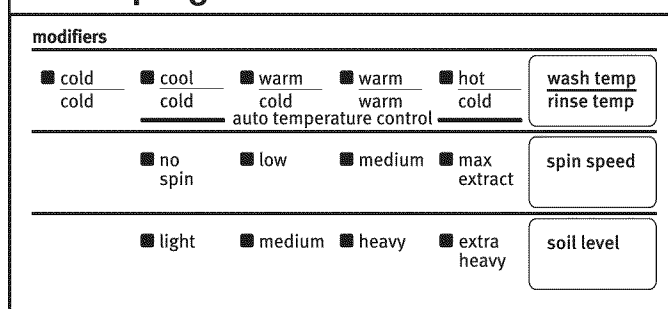 modifiers
cold cool warm warm hot wash temp
cold cold cold warm cold rinse temp
auto temperature control
no spin low medium max extract spin speed
light medium heavy extra heavy soil level